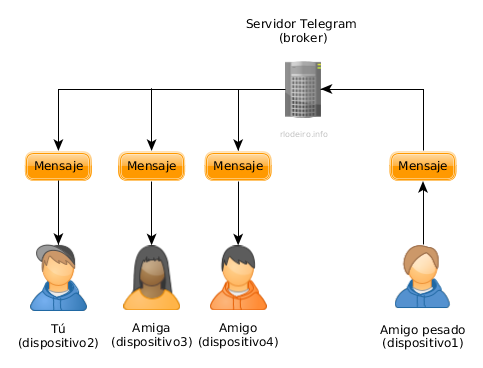 Servidor Telegram
(broker)
rlodeiro.info
Mensaje
Mensaje
Mensaje
Mensaje
Tú
(dispositivo2)
Amiga
(dispositivo3)
Amigo
(dispositivo4)
Amigo pesado
(dispositivo1)